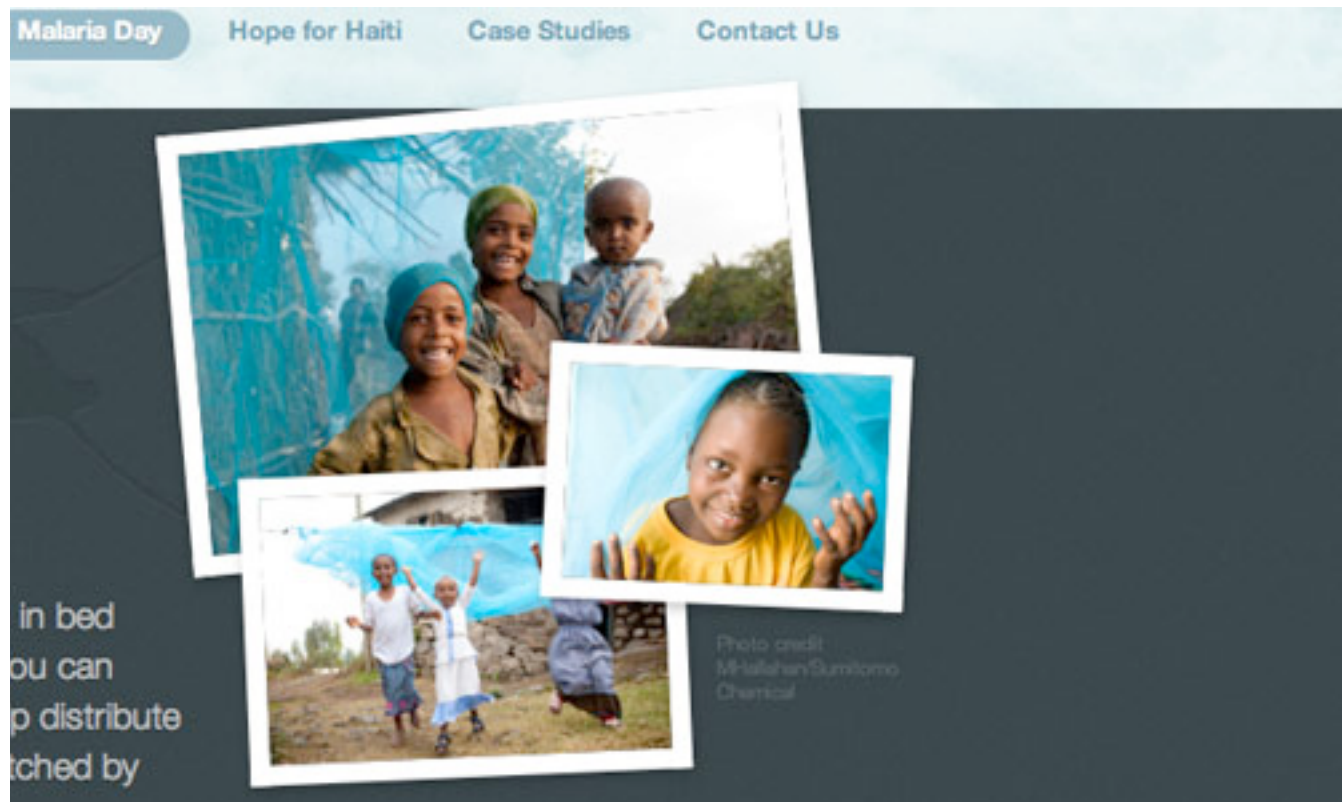 Malaria Day Hope for Haiti Case Studies Contact Us
in bed
ou can
p distribute
tched by
Photo credit
MHallahan/Sumitomo
Chemical